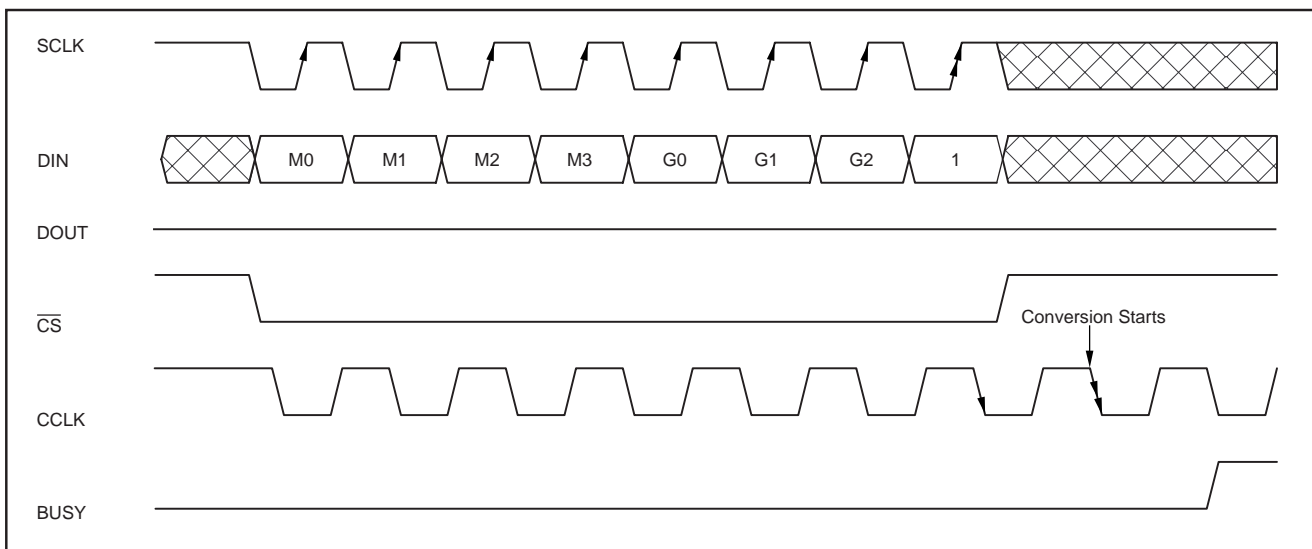 SCLK
DIN
M0 M1 M2 M3 G0 G1 G2 1
DOUT
CS
Conversion Starts
CCLK
BUSY